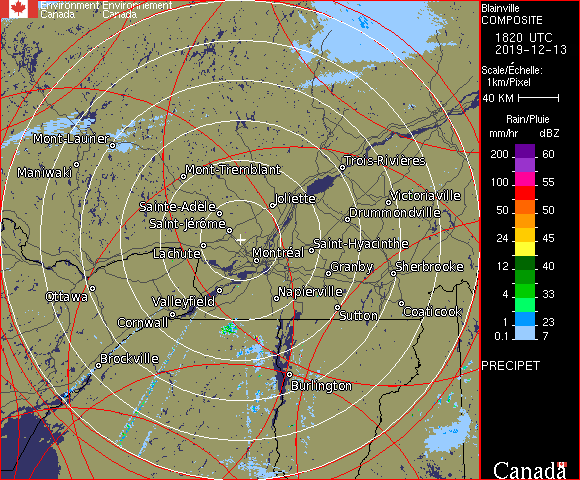 Environment Environnement
Canada Canada
Blainville
COMPOSITE
1820 UTC
2019-12-13
Scale/Échelle:
1km/Pixel
40 KM
Rain/Pluie
mm/hr dBZ
200 60
100 55
50 50
24 45
12 40
4 33
1 23
0.1 7
PRECIPET
Canada
Mont-Laurier
Maniwaki
Mont-Tremblant
Trois-Rivières
Joliette
Victoriaville
Sainte-Adèle
Drummondville
Saint-Jérôme
Saint-Hyacinthe
Lachute
Montréal
Granby
Sherbrooke
Ottawa
Valleyfield
Napierville
Cornwall
Sutton
Coaticook
Brockville
Burlington